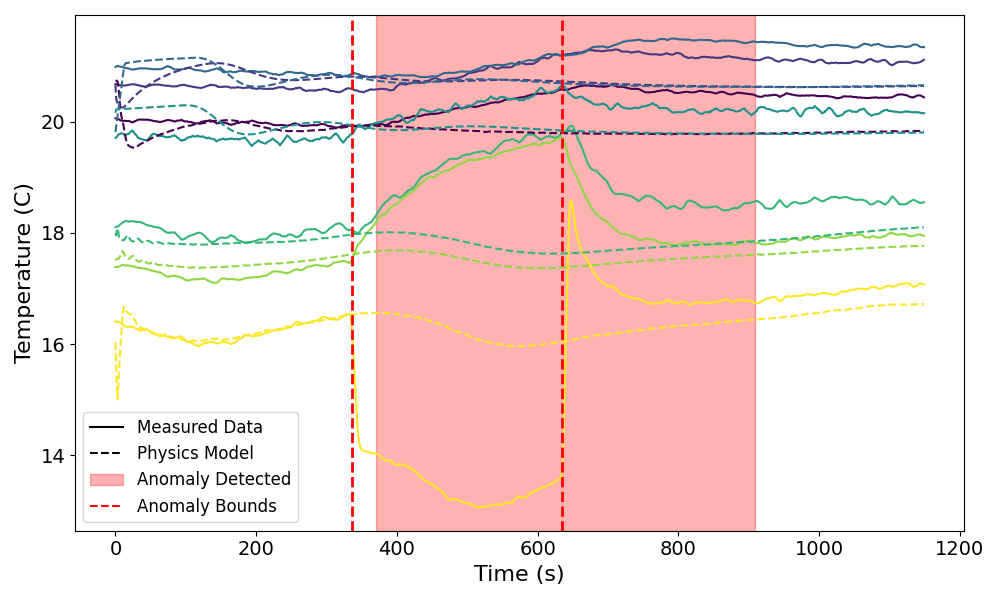 20
18
16
14
Temperature (C)
Measured Data
Physics Model
Anomaly Detected
Anomaly Bounds
0 200 400 600 800 1000 1200
Time (s)